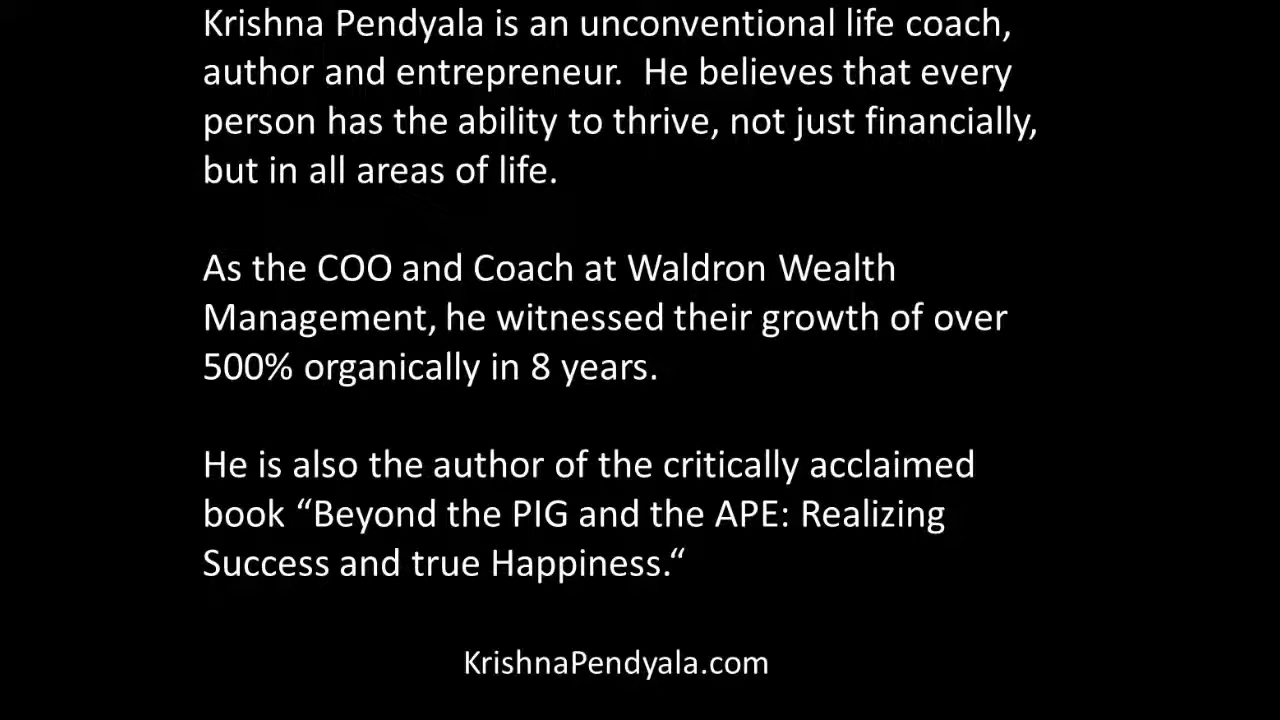 Krishna Pendyala is an unconventional life coach,
author and entrepreneur.  He believes that every
person has the ability to thrive, not just financially,
but in all areas of life.
As the COO and Coach at Waldron Wealth
Management, he witnessed their growth of over
500% organically in 8 years.
He is also the author of the critically acclaimed
book “Beyond the PIG and the APE: Realizing
Success and true Happiness.“
KrishnaPendyala.com